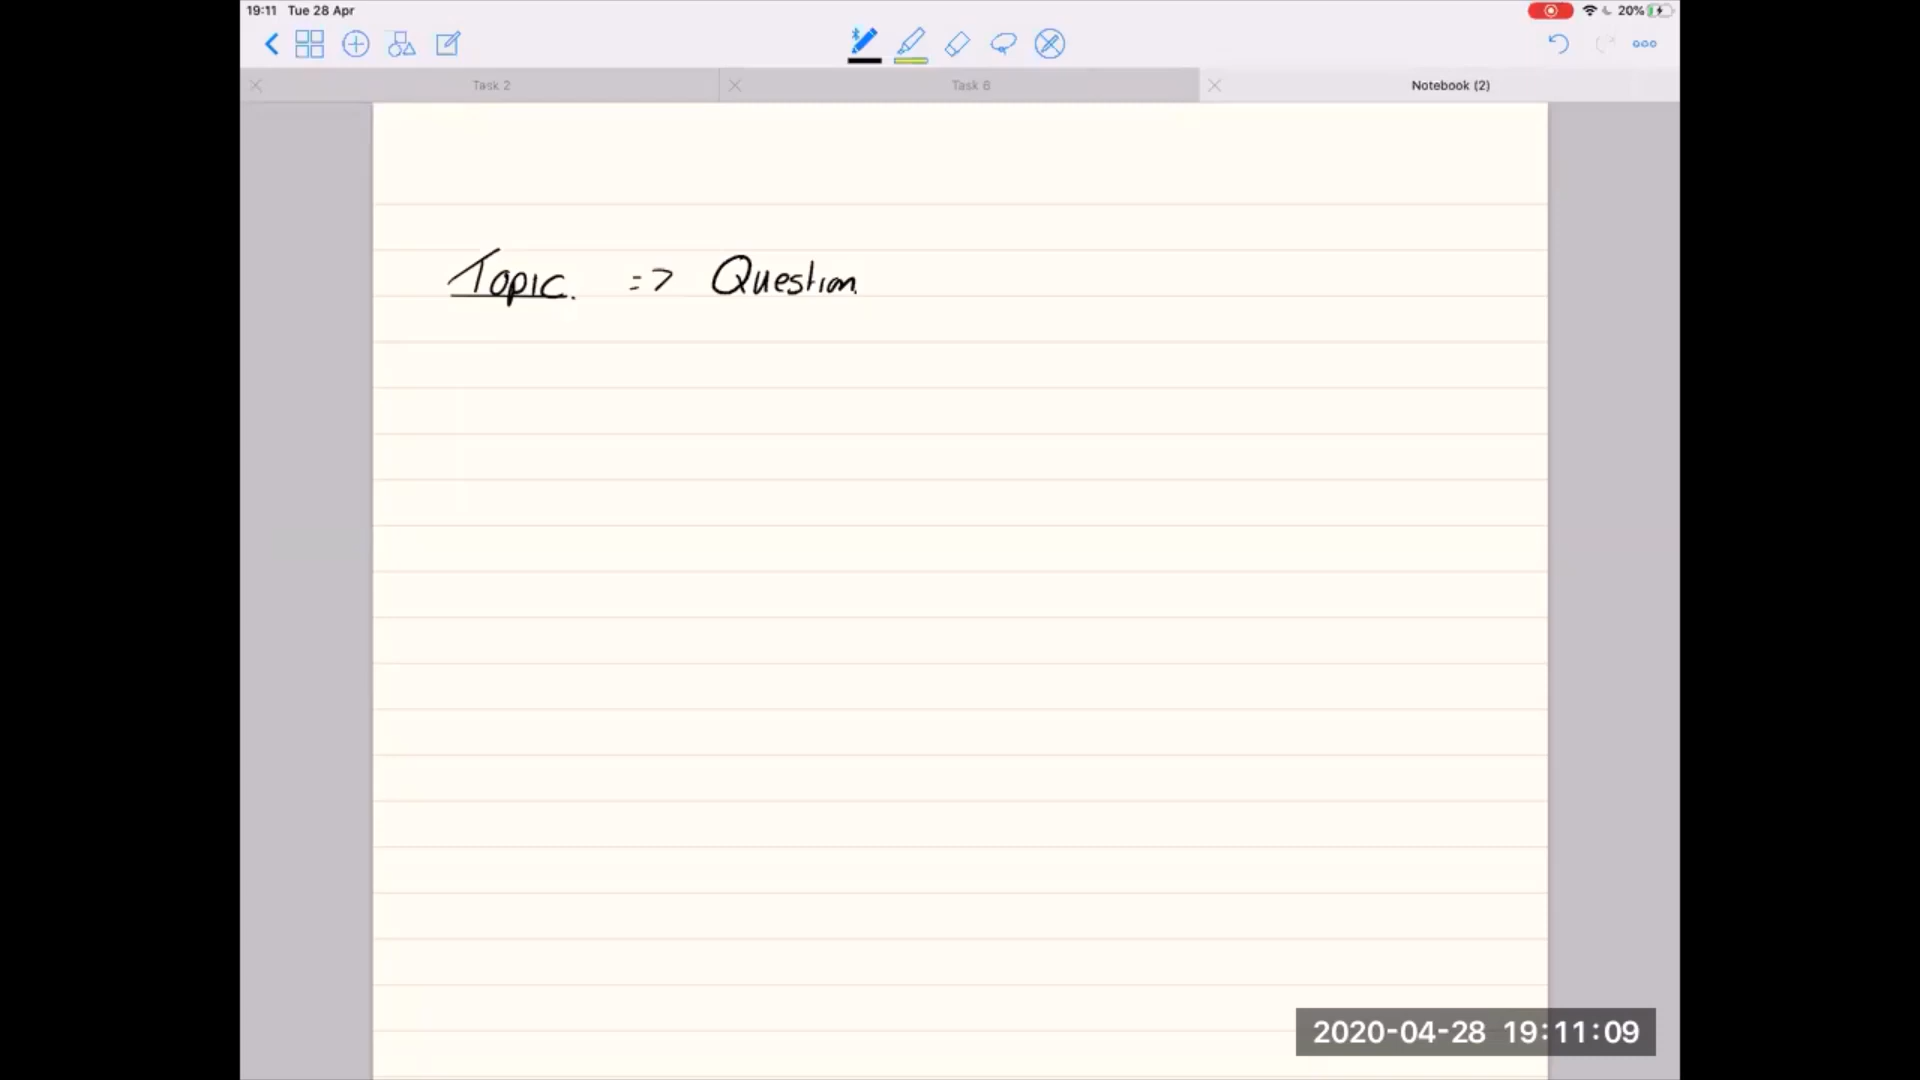 19:11 Tue 28 Apr 20%
Task 2 Task 6 Notebook (2)
Topic. => Question.
2020-04-28 19:11:09